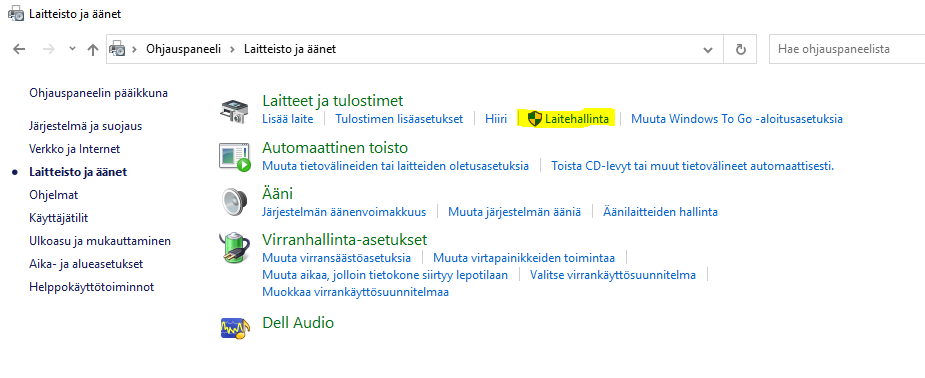 Laitteisto ja äänet
Ohjauspaneeli Laitteisto ja äänet
Hae ohjauspaneelista
Ohjauspaneelin pääikkuna
Järjestelmä ja suojaus
Verkko ja Internet
Laitteisto ja äänet
Ohjelmat
Käyttäjätilit
Ulkoasu ja mukauttaminen
Aika- ja alueasetukset
Helppokäyttötoiminnot
Laitteet ja tulostimet
Lisää laite Tulostimen lisäasetukset Hiiri Laitehallinta Muuta Windows To Go -aloitusasetuksia
Automaattinen toisto
Muuta tietovälineiden tai laitteiden oletusasetuksia Toista CD-levyt tai muut tietovälineet automaattisesti.
Ääni
Järjestelmän äänenvoimakkuus Muuta järjestelmän ääniä Äänilaitteiden hallinta
Virranhallinta-asetukset
Muuta virransäästöasetuksia Muuta virtapainikkeiden toimintaa
Muuta aikaa, jolloin tietokone siirtyy lepotilaan Valitse virrankäyttösuunnitelma
Muokkaa virrankäyttösuunnitelmaa
Dell Audio